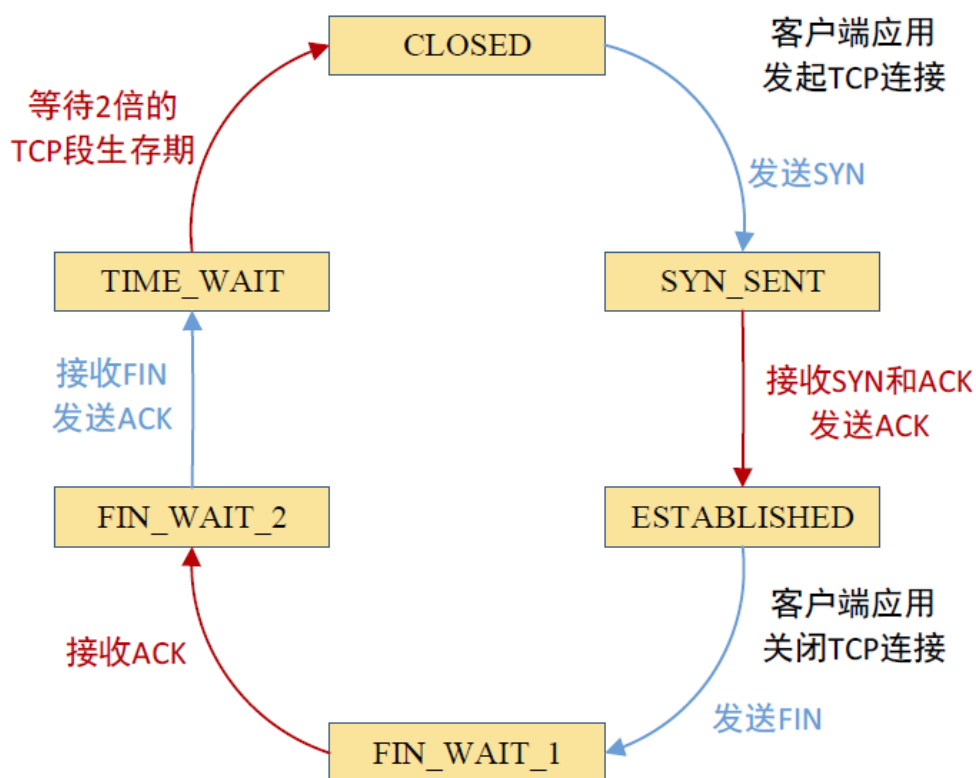 CLOSED
客户端应用
发起TCP连接
等待2倍的
TCP段生存期
发送SYN
TIME_WAIT
SYN_SENT
接收FIN
发送ACK
接收SYN和ACK
发送ACK
FIN_WAIT_2
ESTABLISHED
客户端应用
关闭TCP连接
接收ACK
发送FIN
FIN_WAIT_1